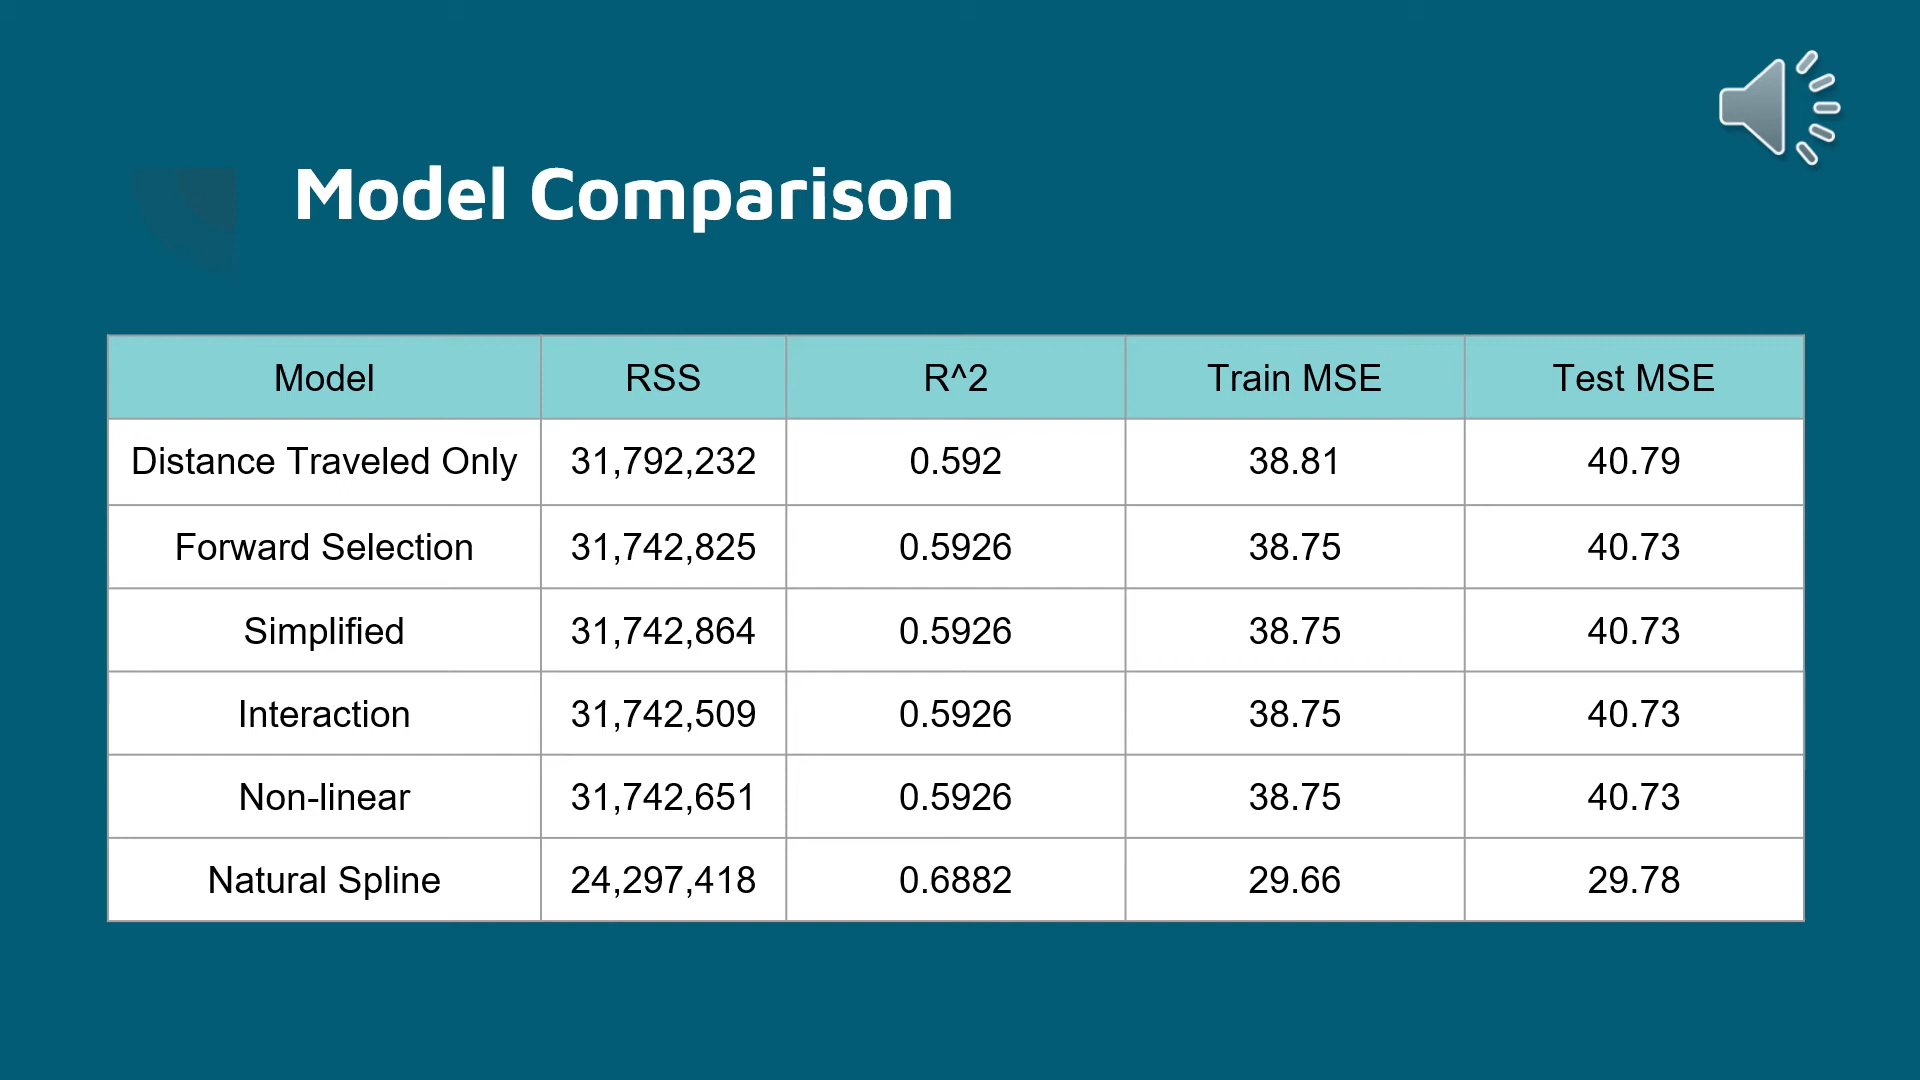 Model Comparison
Model RSS R^2 Train MSE Test MSE
Distance Traveled Only 31,792,232 0.592 38.81 40.79
Forward Selection 31,742,825 0.5926 38.75 40.73
Simplified 31,742,864 0.5926 38.75 40.73
Interaction 31,742,509 0.5926 38.75 40.73
Non-linear 31,742,651 0.5926 38.75 40.73
Natural Spline 24,297,418 0.6882 29.66 29.78